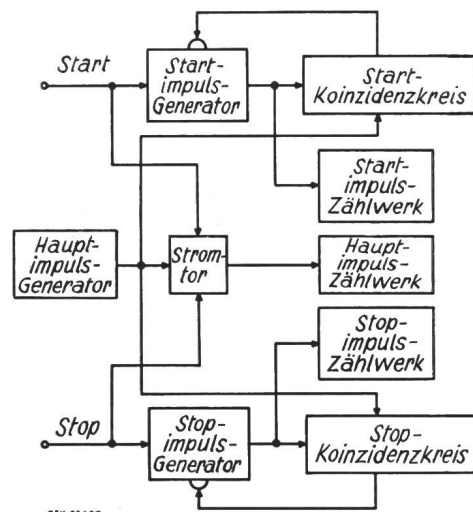 Start
Start-
impuls-
Generator
Start-
Koinzidenzkreis
Start-
impuls-
Zählwerk
Haupt-
impuls-
Generator
Strom-
tor
Haupt-
impuls-
Zählwerk
Stop-
impuls-
Zählwerk
Stop
Stop-
impuls-
Generator
Stop-
Koinzidenzkreis